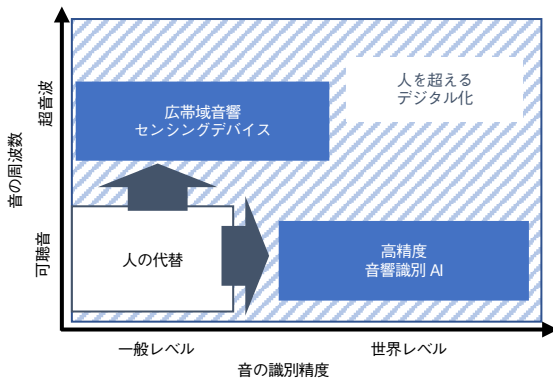 音の周波数
超音波
可聴音
広帯域音響
センシングデバイス
人を超える
デジタル化
人の代替
高精度
音響識別 AI
一般レベル
世界レベル
音の識別精度